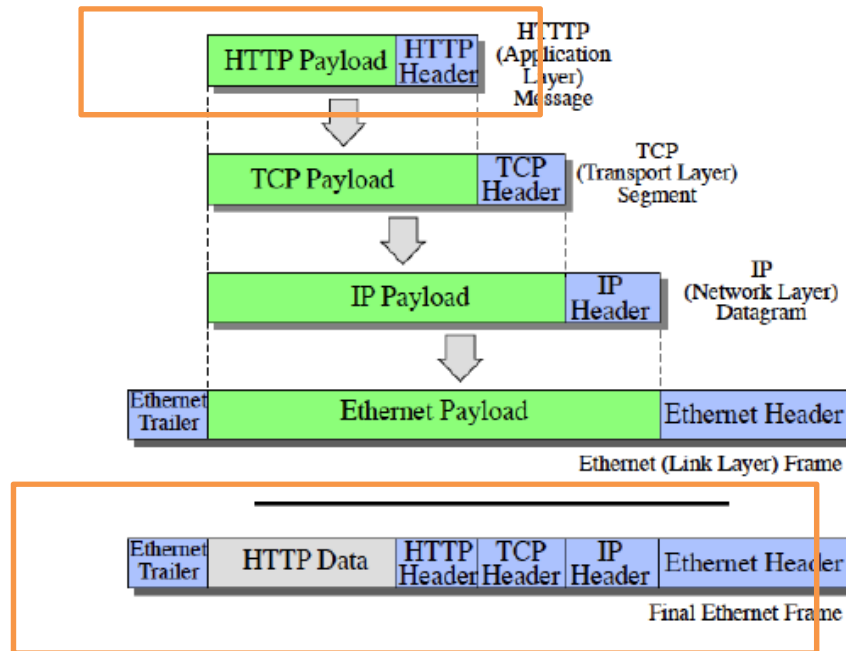 HTTP Payload
HTTP
Header
HTTTP
(Application
Layer)
Message
TCP Payload
TCP
Header
TCP
(Transport Layer)
Segment
IP Payload
IP
Header
IP
(Network Layer)
Datagram
Ethernet
Trailer
Ethernet Payload
Ethernet Header
Ethernet (Link Layer) Frame
Ethernet
Trailer
HTTP Data
HTTP
Header
TCP
Header
IP
Header
Ethernet Header
Final Ethernet Frame